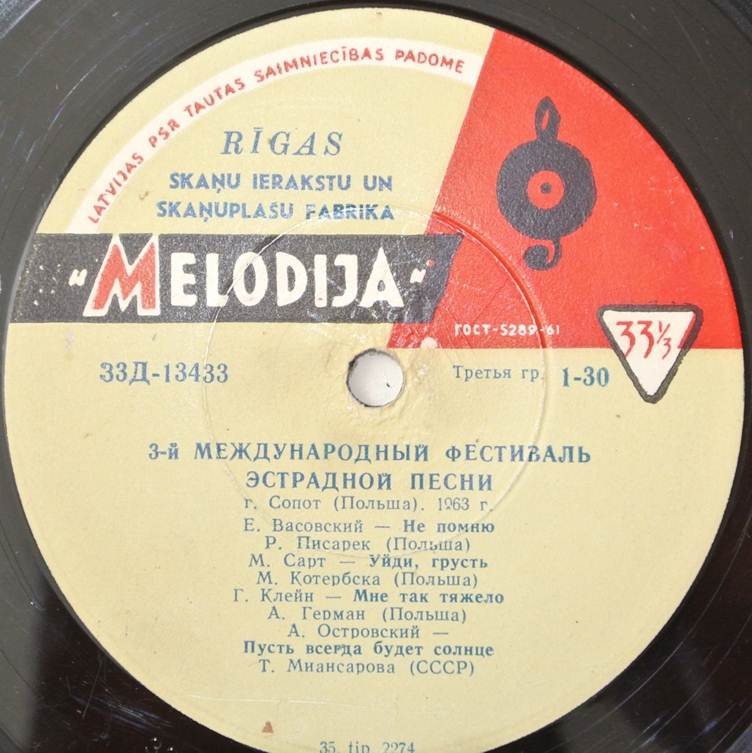 LATVIJAS PSR TAUTAS SAIMNIECĪBAS PADOME
RĪGAS
SKAŅU IERAKSTU UN
SKAŅUPLAŠU FABRIKA
"MELODIJA"
ГОСТ-5289-61
33⅓
33Д-13433
Третья гр. 1-30
3-й МЕЖДУНАРОДНЫЙ ФЕСТИВАЛЬ
ЭСТРАДНОЙ ПЕСНИ
г. Сопот (Польша). 1963 г.
Е. Васовский — Не помню
Р. Писарек (Польша)
М. Сарт — Уйди, грусть
М. Котербска (Польша)
Г. Клейн — Мне так тяжело
А. Герман (Польша)
А. Островский —
Пусть всегда будет солнце
Т. Миансарова (СССР)
35. tip. 2274